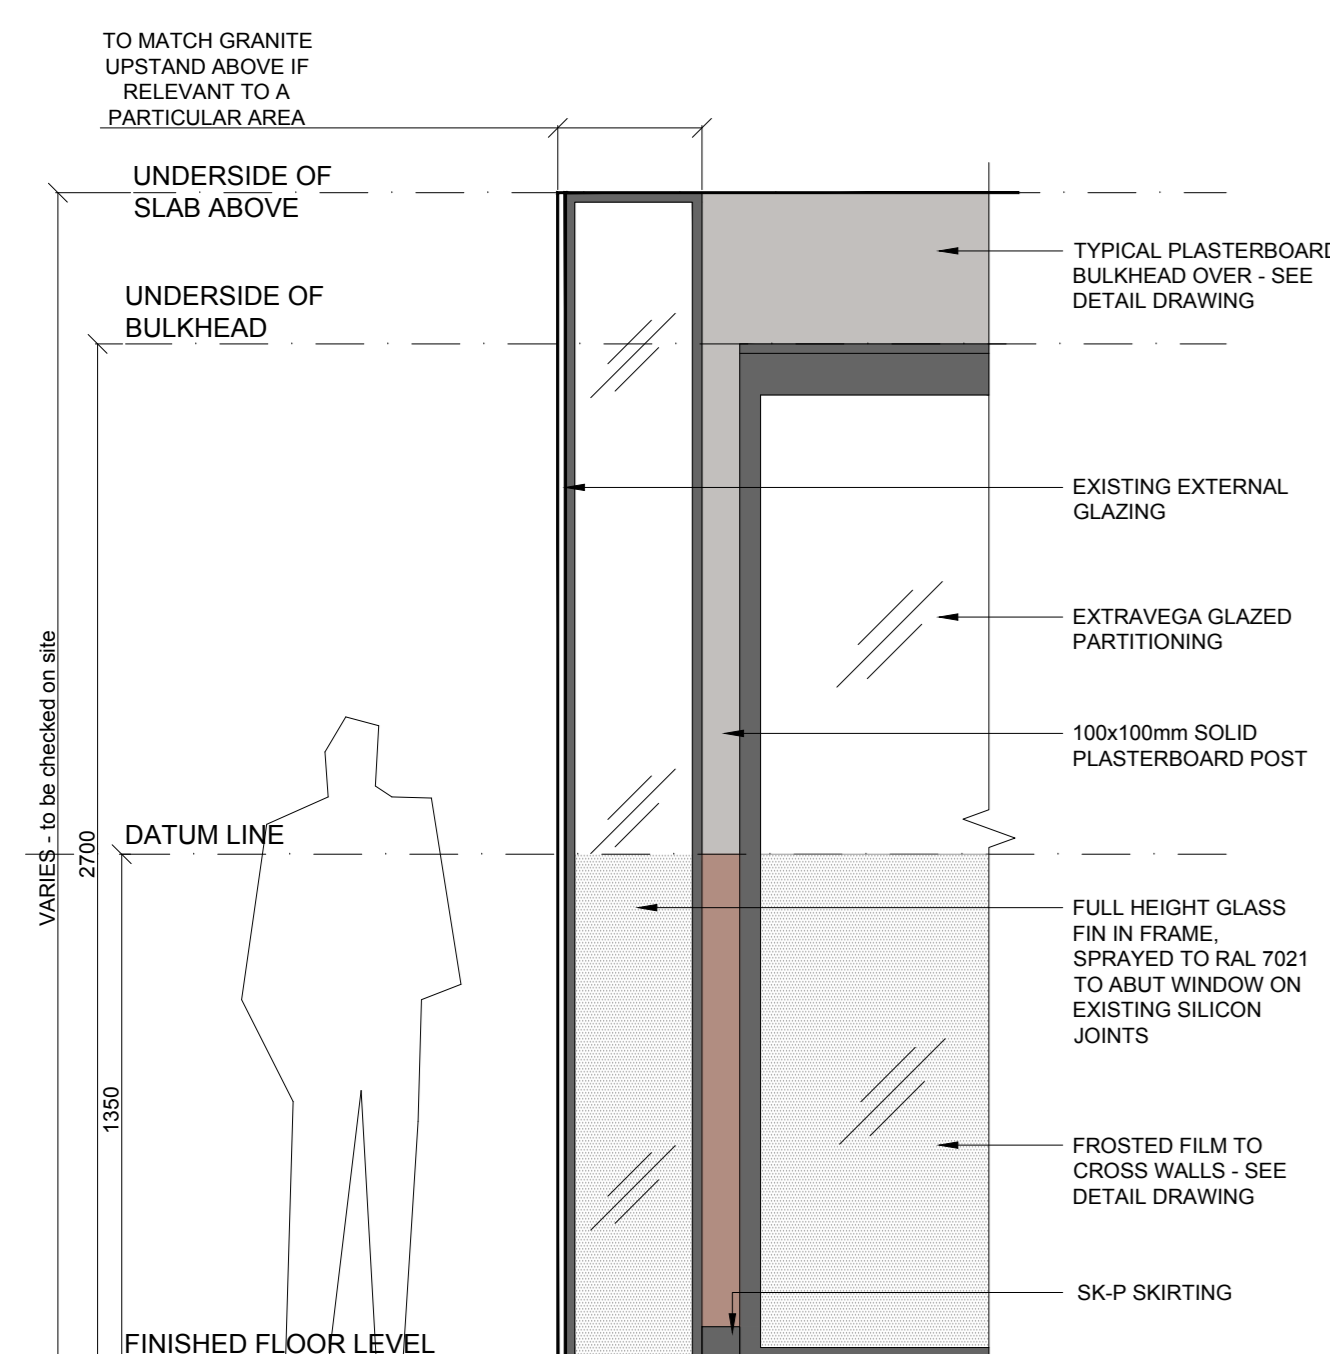 TO MATCH GRANITE
UPSTAND ABOVE IF
RELEVANT TO A
PARTICULAR AREA
UNDERSIDE OF
SLAB ABOVE
UNDERSIDE OF
BULKHEAD
VARIES - to be checked on site
2700
DATUM LINE
1350
FINISHED FLOOR LEVEL
TYPICAL PLASTERBOARD
BULKHEAD OVER - SEE
DETAIL DRAWING
EXISTING EXTERNAL
GLAZING
EXTRAVEGA GLAZED
PARTITIONING
100x100mm SOLID
PLASTERBOARD POST
FULL HEIGHT GLASS
FIN IN FRAME,
SPRAYED TO RAL 7021
TO ABUT WINDOW ON
EXISTING SILICON
JOINTS
FROSTED FILM TO
CROSS WALLS - SEE
DETAIL DRAWING
SK-P SKIRTING